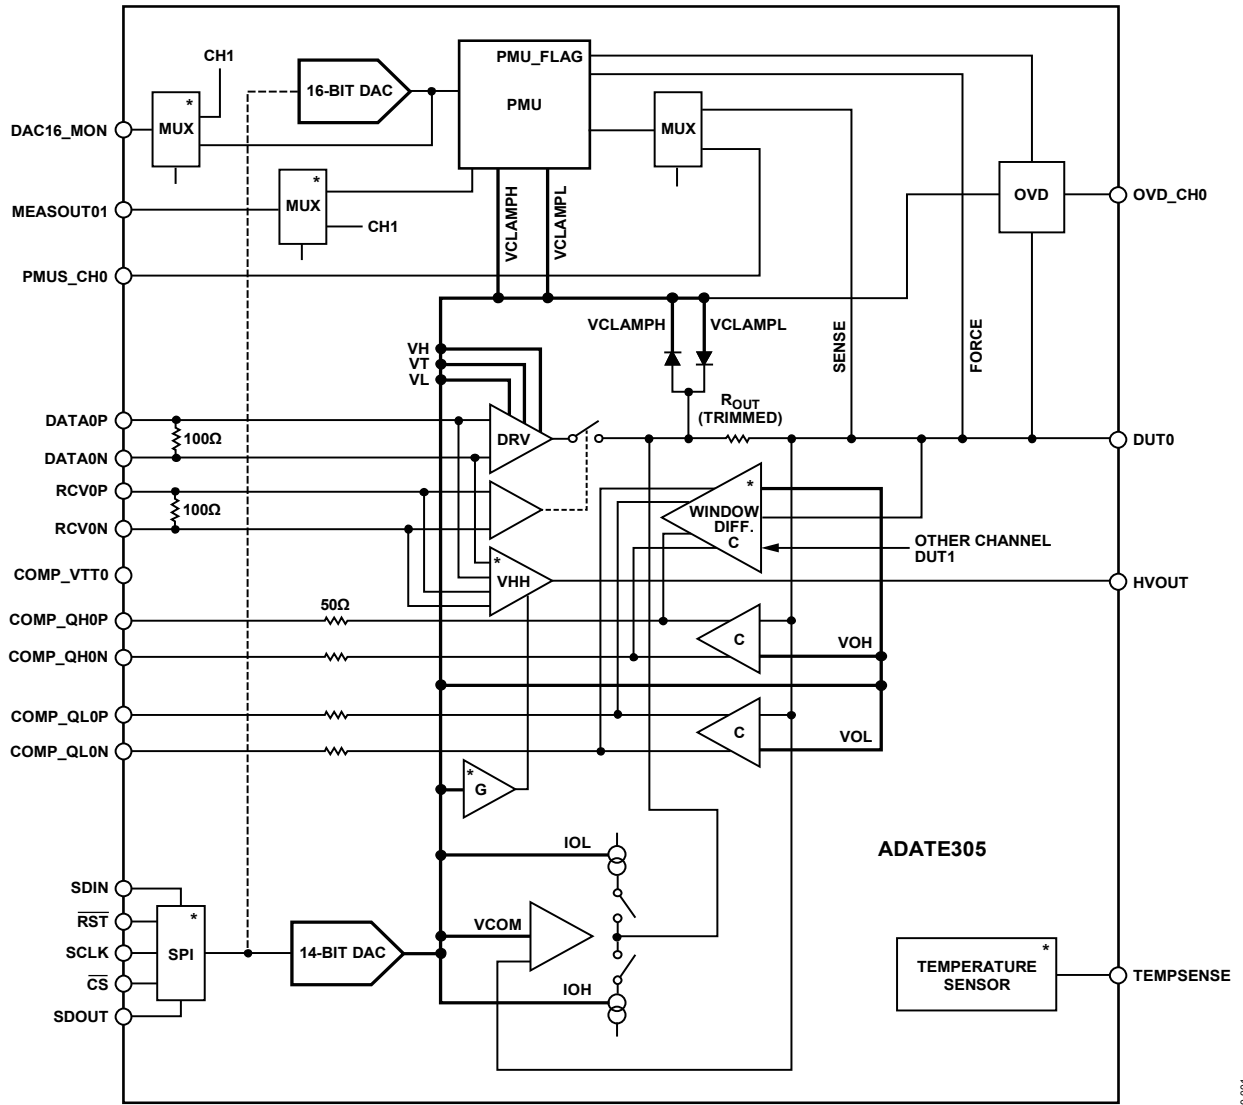 CH1
PMU_FLAG
16-BIT DAC
PMU
*
MUX
MUX
DAC16_MON
*
MUX
MEASOUT01
CH1
VCLAMPH
VCLAMPL
OVD
OVD_CH0
PMUS_CH0
VCLAMPH
VCLAMPL
SENSE
FORCE
VH
VT
VL
ROUT
(TRIMMED)
DATA0P
100Ω
DRV
DUT0
DATA0N
RCV0P
100Ω
*
WINDOW
DIFF.
C
RCV0N
OTHER CHANNEL
DUT1
COMP_VTT0
*
VHH
HVOUT
50Ω
COMP_QH0P
C
VOH
COMP_QH0N
COMP_QL0P
C
VOL
COMP_QL0N
*
G
IOL
ADATE305
SDIN
RST
SCLK
CS
SDOUT
*
SPI
14-BIT DAC
VCOM
IOH
*
TEMPERATURE
SENSOR
TEMPSENSE